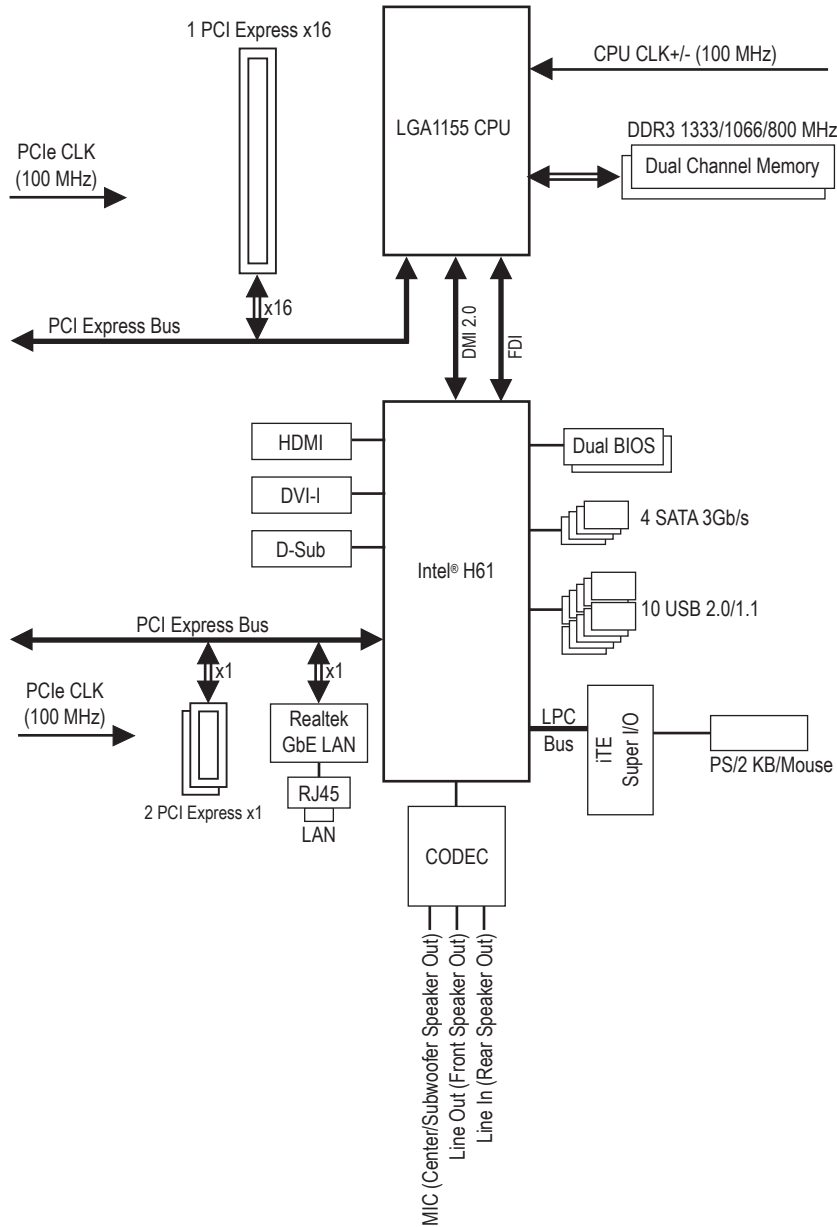 1 PCI Express x16
CPU CLK+/- (100 MHz)
LGA1155 CPU
DDR3 1333/1066/800 MHz
Dual Channel Memory
PCIe CLK
(100 MHz)
x16
PCI Express Bus
DMI 2.0
FDI
HDMI
Dual BIOS
DVI-I
4 SATA 3Gb/s
D-Sub
Intel® H61
10 USB 2.0/1.1
PCI Express Bus
x1
x1
PCIe CLK
(100 MHz)
Realtek
GbE LAN
LPC
Bus
iTE
Super I/O
PS/2 KB/Mouse
RJ45
2 PCI Express x1
LAN
CODEC
MIC (Center/Subwoofer Speaker Out)
Line Out (Front Speaker Out)
Line In (Rear Speaker Out)